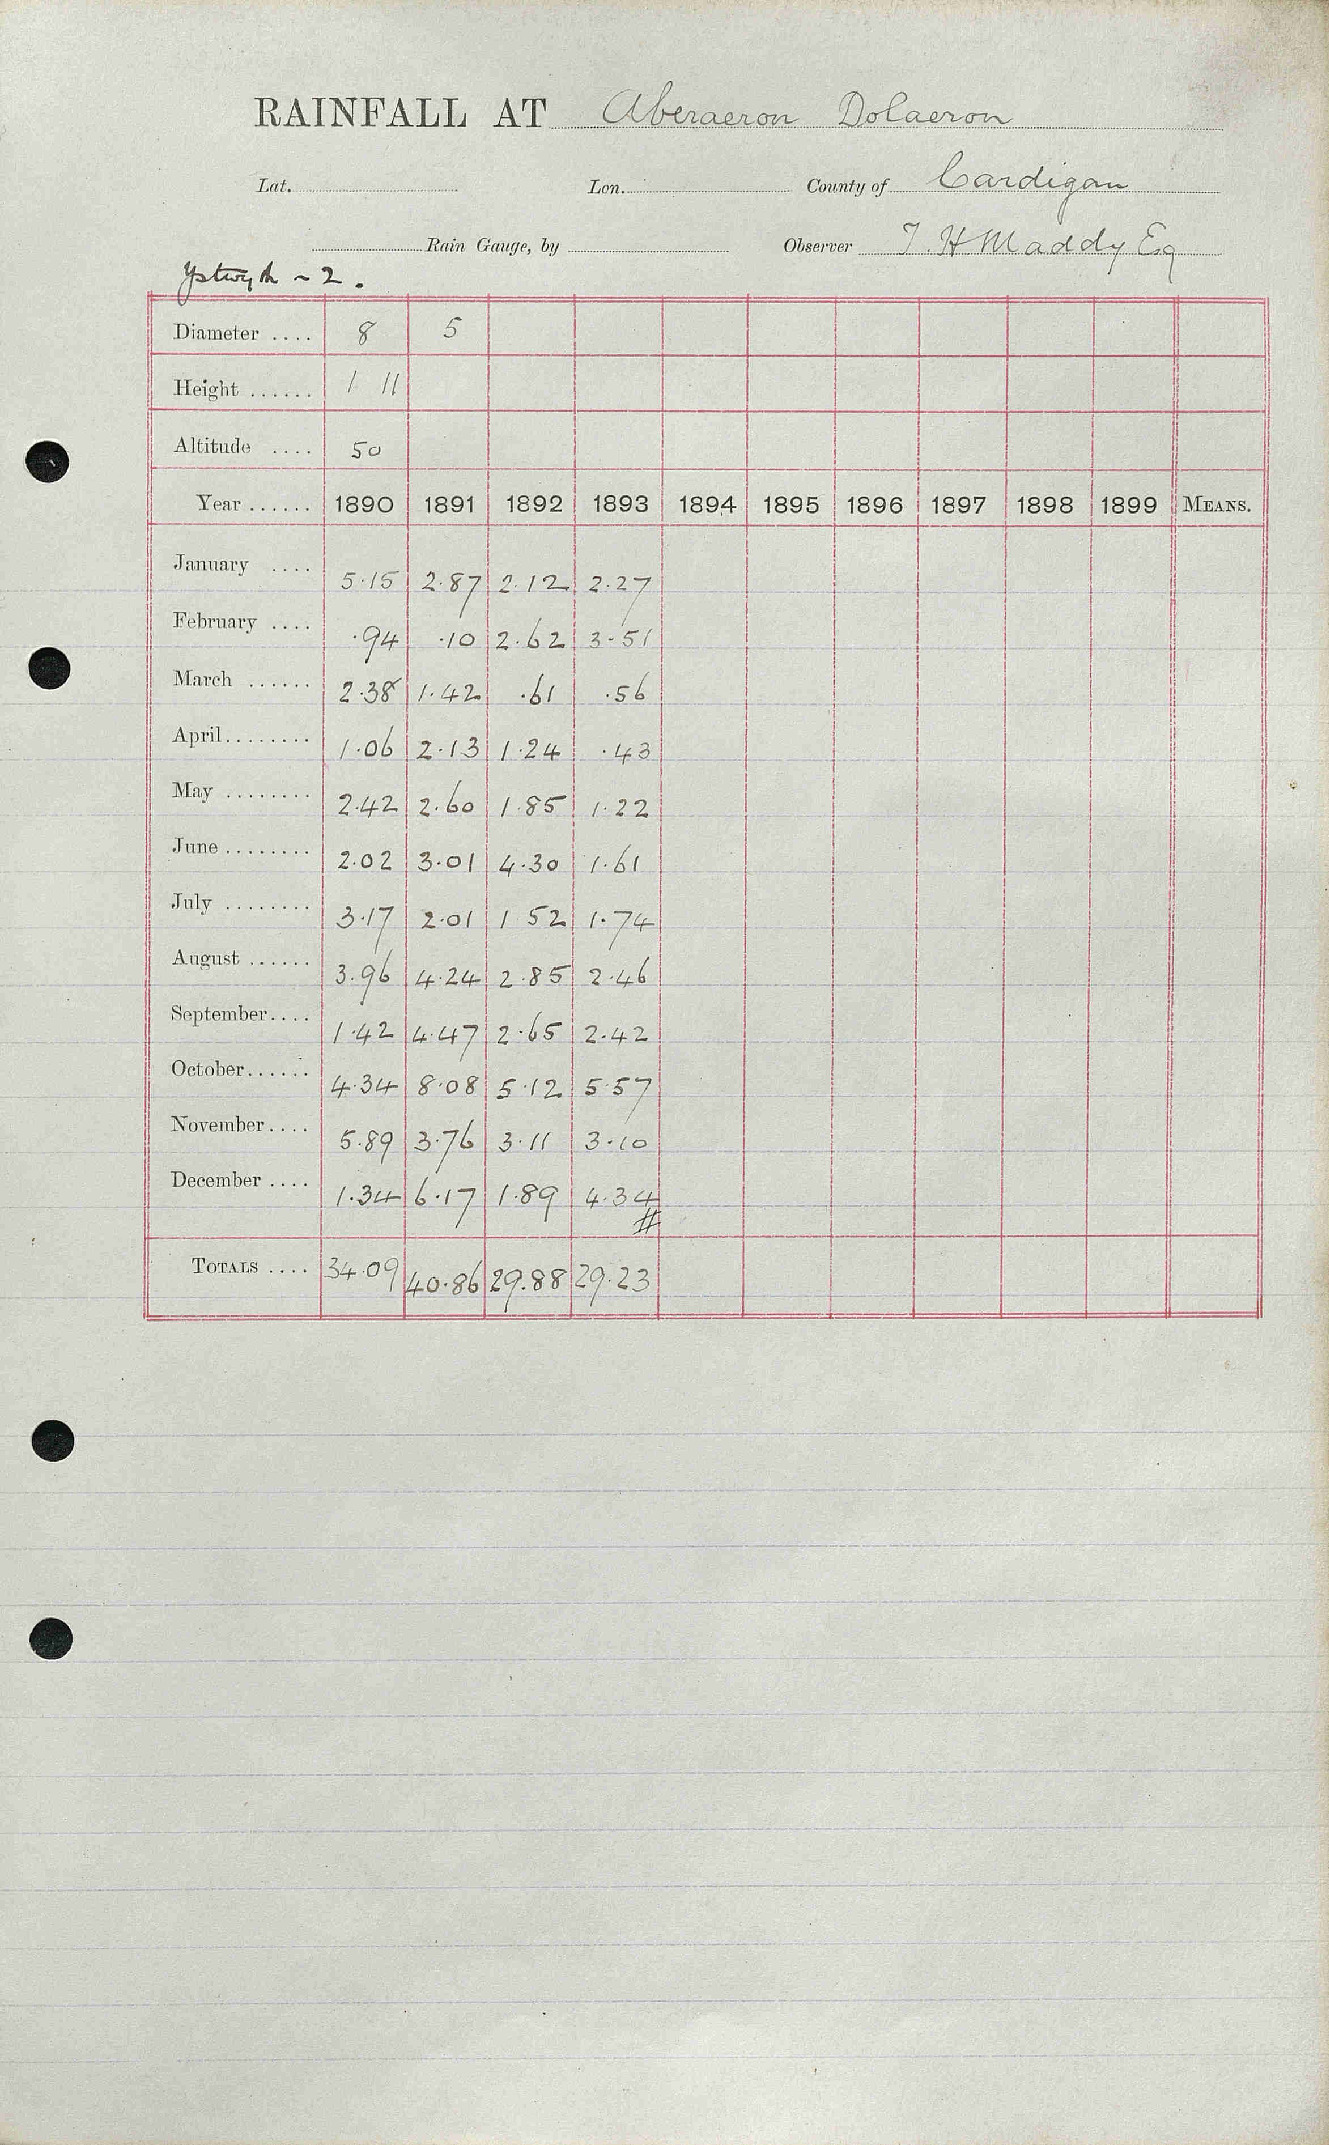 RAINFALL AT Aberaeron Dolaeron
Lat. Lon. County of Cardigan
Rain Gauge, by Observer T. H Maddy Esq
Ystwyth ~ 2.
Diameter .... 8 5
Height ...... 1 11
Altitude .... 50
Year ...... 1890 1891 1892 1893 1894 1895 1896 1897 1898 1899 MEANS.
January .... 5.15 2.87 2.12 2.27
February .... .94 .10 2.62 3.51
March ...... 2.38 1.42 .61 .56
April........ 1.06 2.13 1.24 .43
May ........ 2.42 2.60 1.85 1.22
June ........ 2.02 3.01 4.30 1.61
July ........ 3.17 2.01 1 52 1.74
August ...... 3.96 4.24 2.85 2.46
September.... 1.42 4.47 2.65 2.42
October...... 4.34 8.08 5.12 5.57
November.... 5.89 3.76 3.11 3.10
December .... 1.34 6.17 1.89 4.34
#
TOTALS .... 34.09 40.86 29.88 29.23